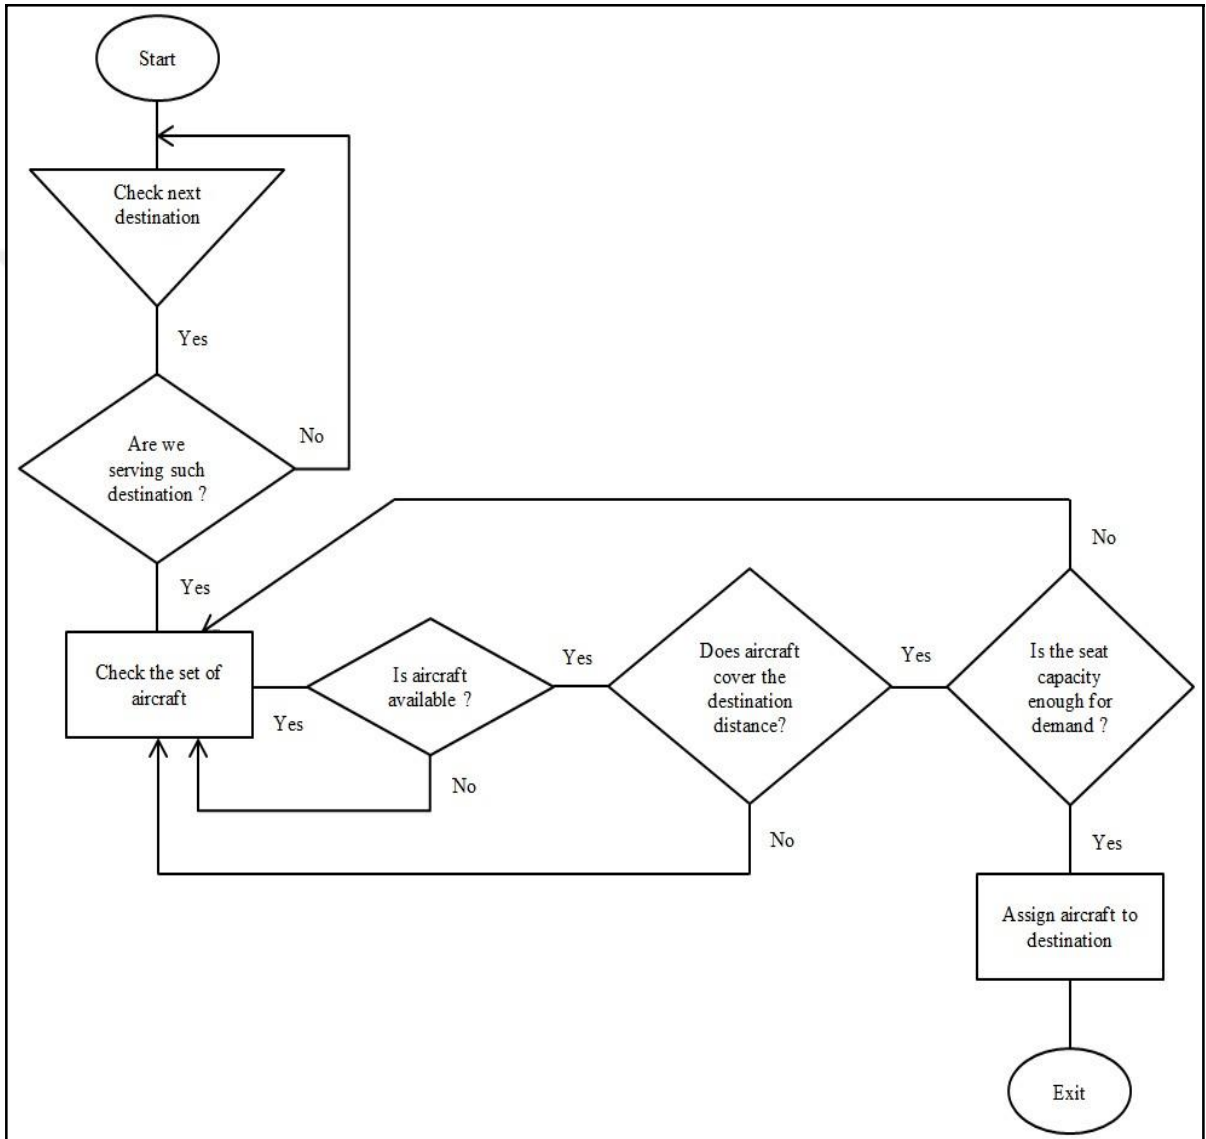 Start
Check next
destination
Yes
Are we
serving such
destination ?
No
Yes
Check the set of
aircraft
Yes
Is aircraft
available ?
No
Yes
Does aircraft
cover the
destination
distance?
No
Yes
Is the seat
capacity
enough for
demand ?
No
Yes
Assign aircraft to
destination
Exit